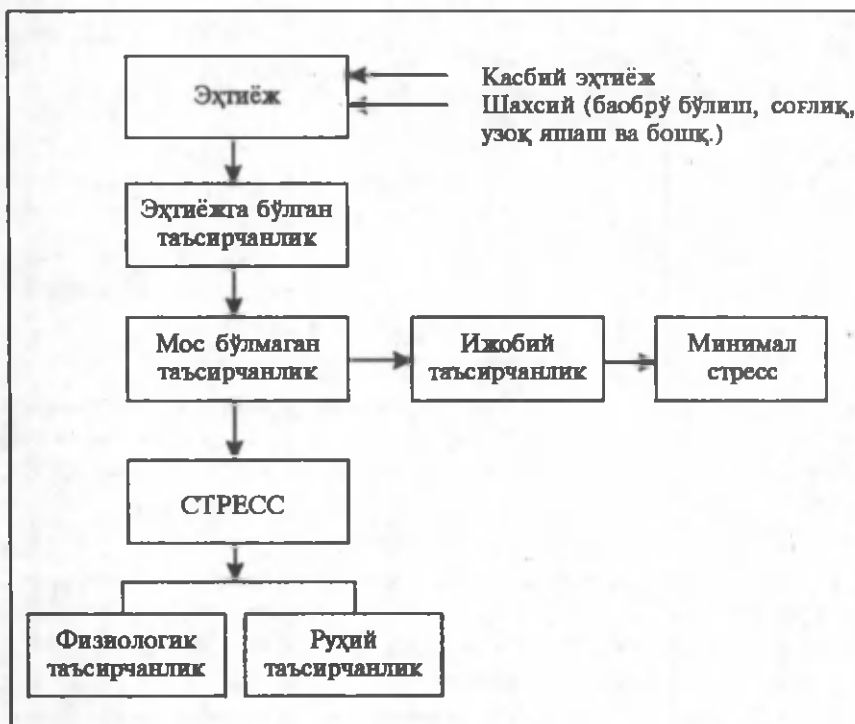 Эҳтиёж
Касбий эҳтиёж
Шахсий (баобрў бўлиш, соғлиқ,
узоқ яшаш ва бошқ.)
Эҳтиёжга бўлган
таъсирчанлик
Мос бўлмаган
таъсирчанлик
Ижобий
таъсирчанлик
Минимал
стресс
СТРЕСС
Физиологик
таъсирчанлик
Руҳий
таъсирчанлик